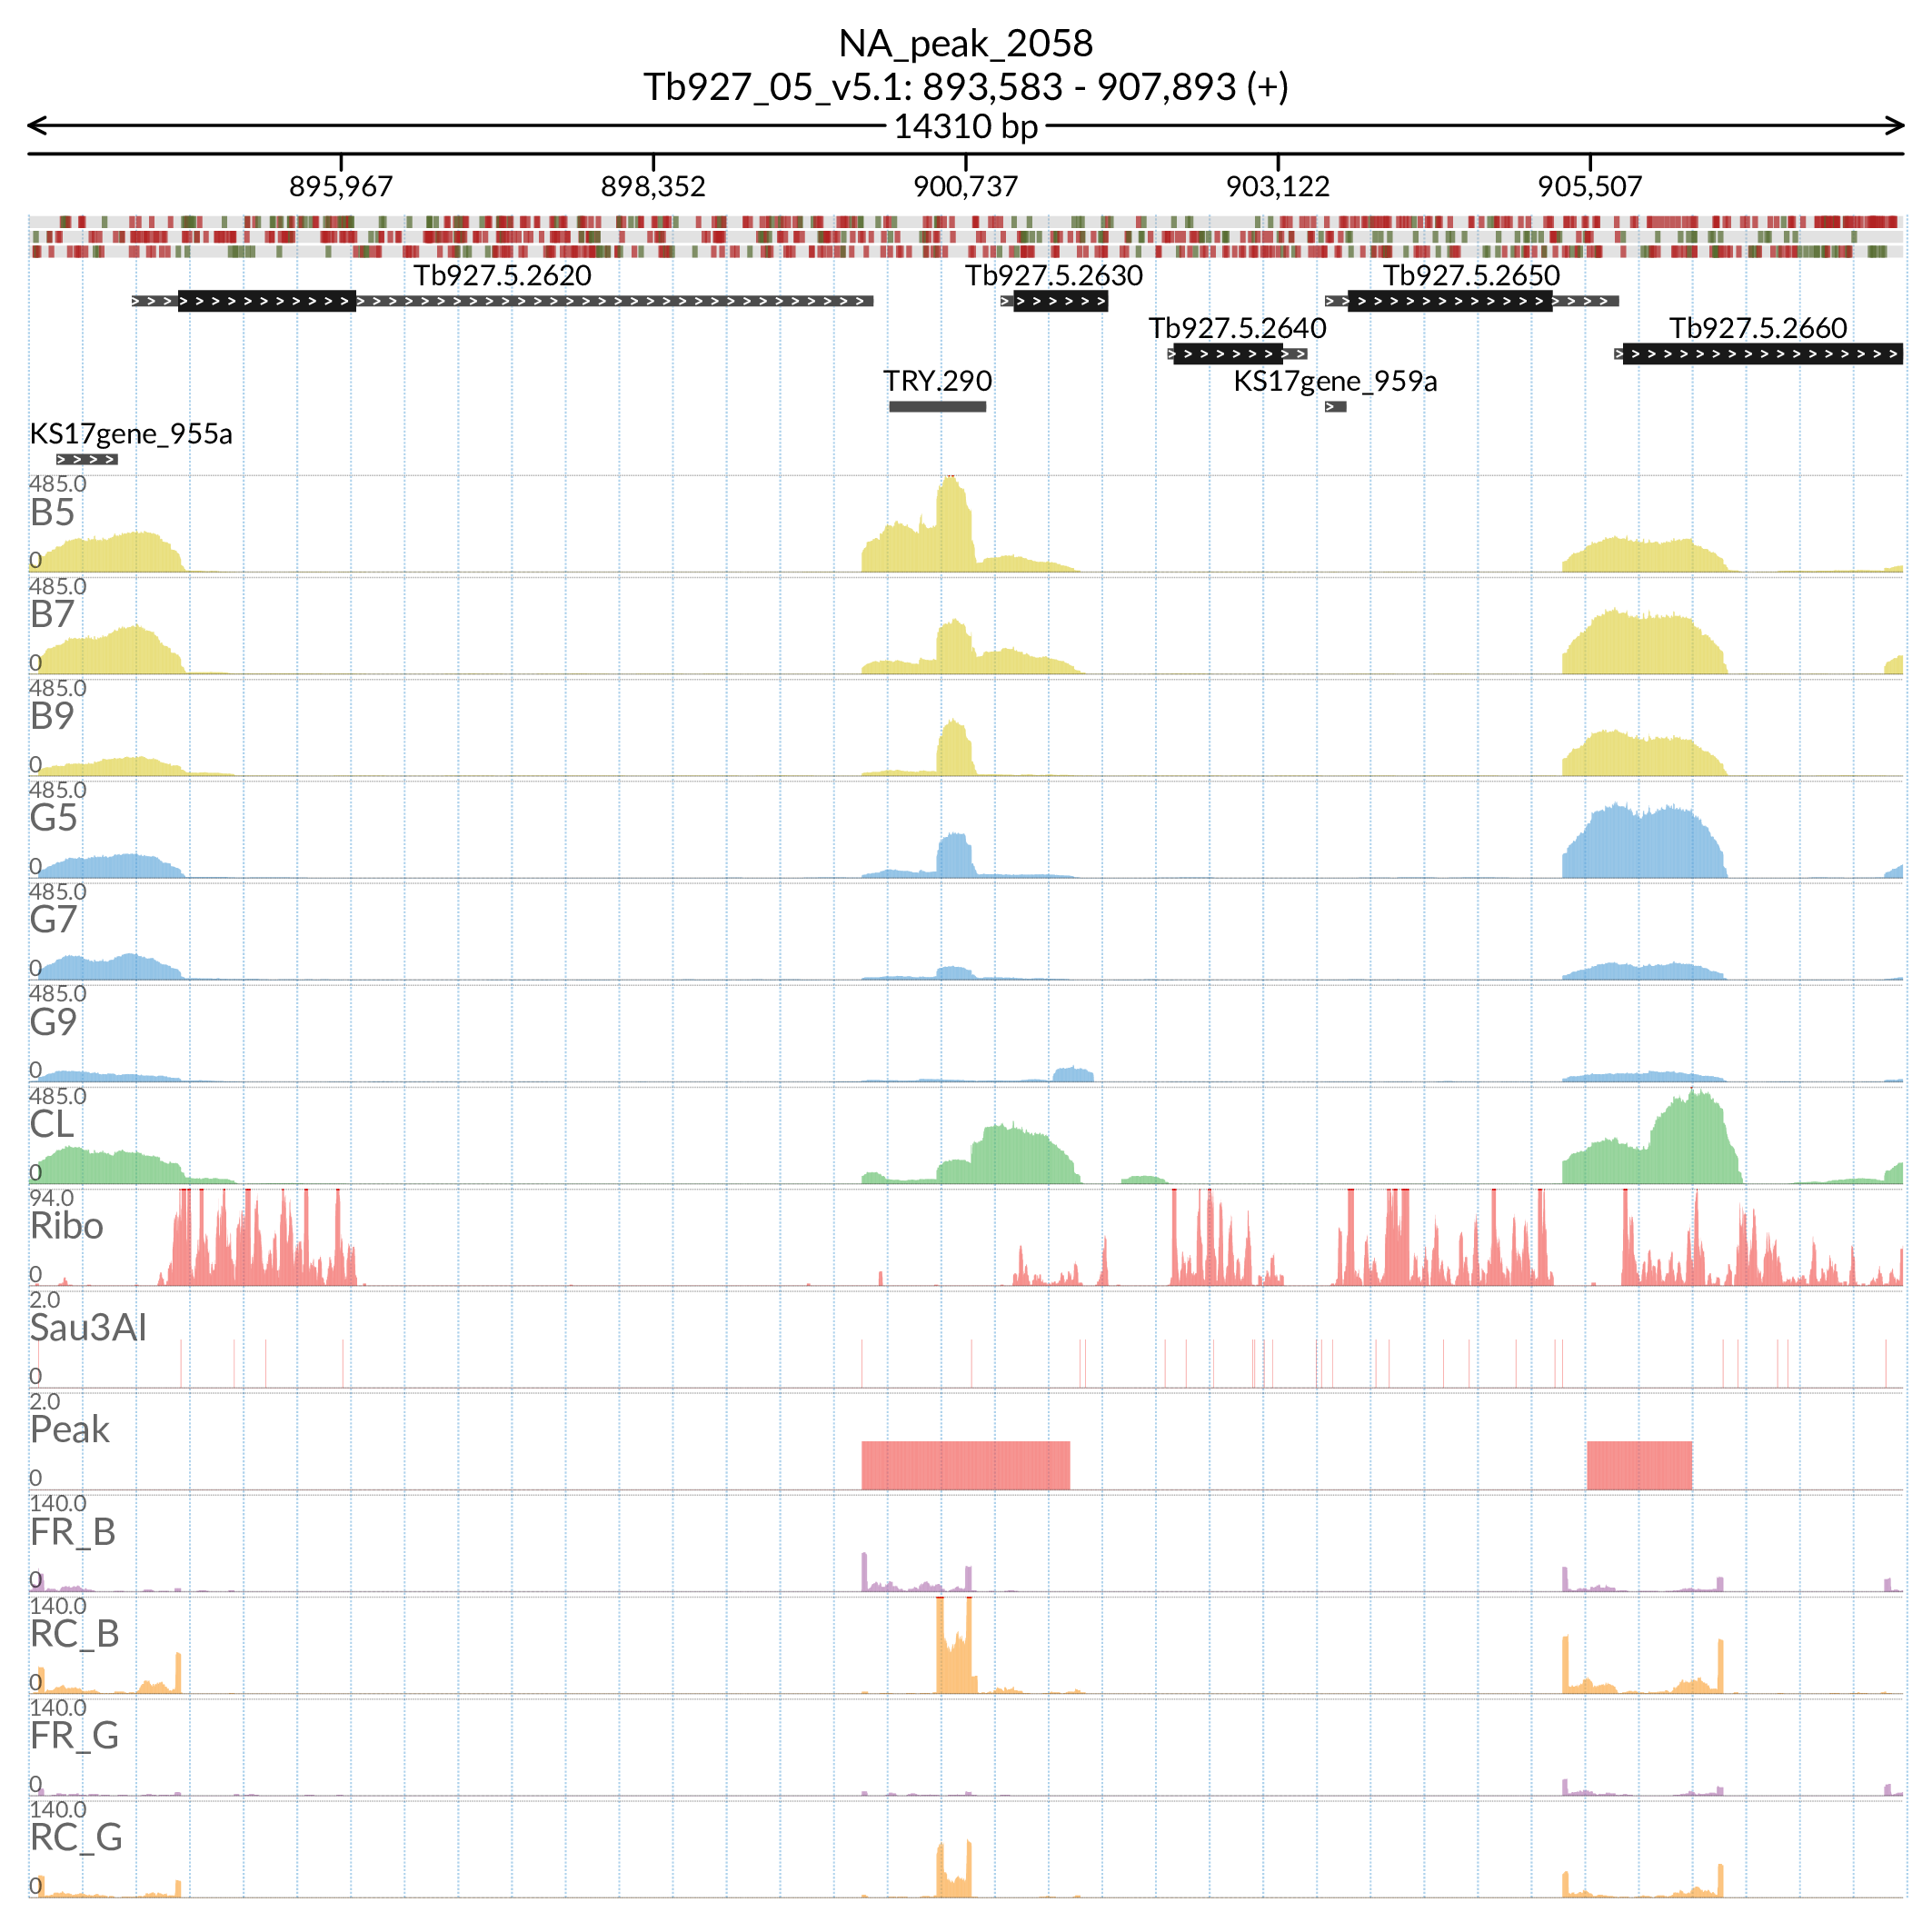 NA_peak_2058
Tb927_05_v5.1: 893,583 - 907,893 (+)
14310 bp
895,967 898,352 900,737 903,122 905,507
Tb927.5.2620 Tb927.5.2630 Tb927.5.2650
Tb927.5.2640 Tb927.5.2660
TRY.290 KS17gene_959a
KS17gene_955a
485.0
B5
0
485.0
B7
0
485.0
B9
0
485.0
G5
0
485.0
G7
0
485.0
G9
0
485.0
CL
0
94.0
Ribo
0
2.0
Sau3AI
0
2.0
Peak
0
140.0
FR_B
0
140.0
RC_B
0
140.0
FR_G
0
140.0
RC_G
0